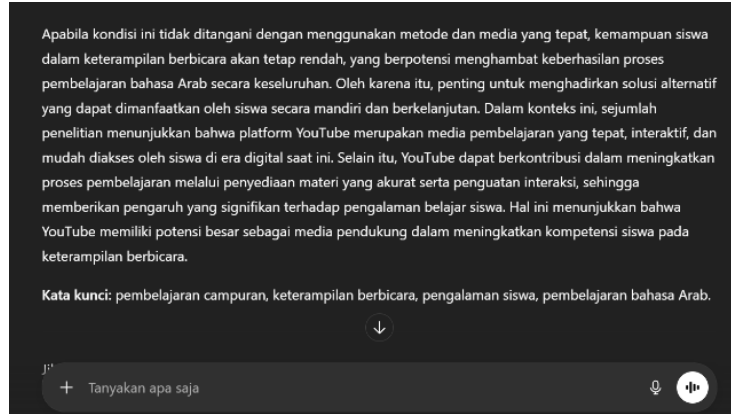 Apabila kondisi ini tidak ditangani dengan menggunakan metode dan media yang tepat, kemampuan siswa
dalam keterampilan berbicara akan tetap rendah, yang berpotensi menghambat keberhasilan proses
pembelajaran bahasa Arab secara keseluruhan. Oleh karena itu, penting untuk menghadirkan solusi alternatif
yang dapat dimanfaatkan oleh siswa secara mandiri dan berkelanjutan. Dalam konteks ini, sejumlah
penelitian menunjukkan bahwa platform YouTube merupakan media pembelajaran yang tepat, interaktif, dan
mudah diakses oleh siswa di era digital saat ini. Selain itu, YouTube dapat berkontribusi dalam meningkatkan
proses pembelajaran melalui penyediaan materi yang akurat serta penguatan interaksi, sehingga
memberikan pengaruh yang signifikan terhadap pengalaman belajar siswa. Hal ini menunjukkan bahwa
YouTube memiliki potensi besar sebagai media pendukung dalam meningkatkan kompetensi siswa pada
keterampilan berbicara.
Kata kunci: pembelajaran campuran, keterampilan berbicara, pengalaman siswa, pembelajaran bahasa Arab.
Tanyakan apa saja